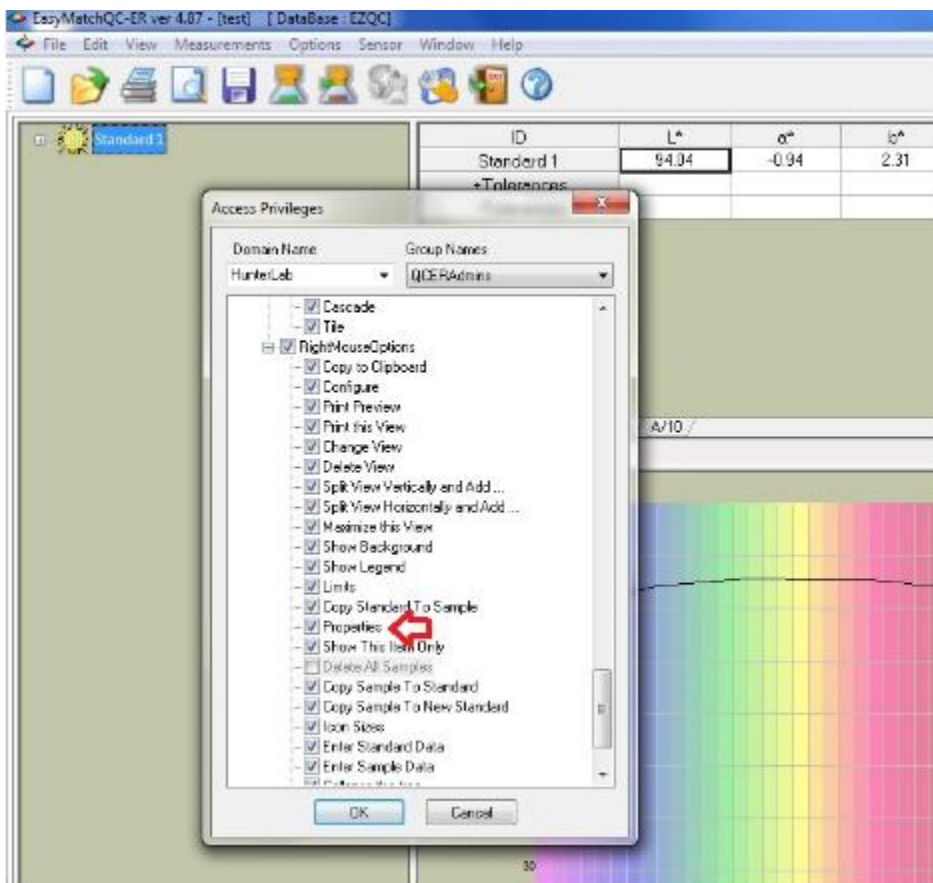 EasyMatchQC-ER ver 4.87 - [test] [ DataBase : EZQC]
File Edit View Measurements Options Sensor Window Help
Standard 1
ID L* a* b*
Standard 1 94.04 -0.94 2.31
+Tolerances
Access Privileges
Domain Name Group Names
HunterLab QCERAdmins
Cascade
Tile
RightMouseOptions
Copy to Clipboard
Configure
Print Preview
Print this View
Change View
Delete View
Split View Vertically and Add ...
Split View Horizontally and Add ...
Maximize this View
Show Background
Show Legend
Limits
Copy Standard To Sample
Properties
Show This Item Only
Delete All Samples
Copy Sample To Standard
Copy Sample To New Standard
Icon Sizes
Enter Standard Data
Enter Sample Data
OK Cancel
A/10
30